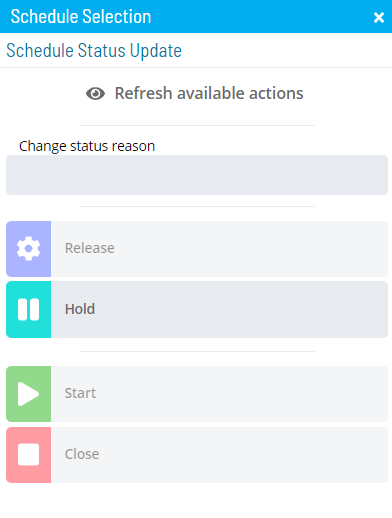 Schedule Selection
Schedule Status Update
Refresh available actions
Change status reason
Release
Hold
Start
Close